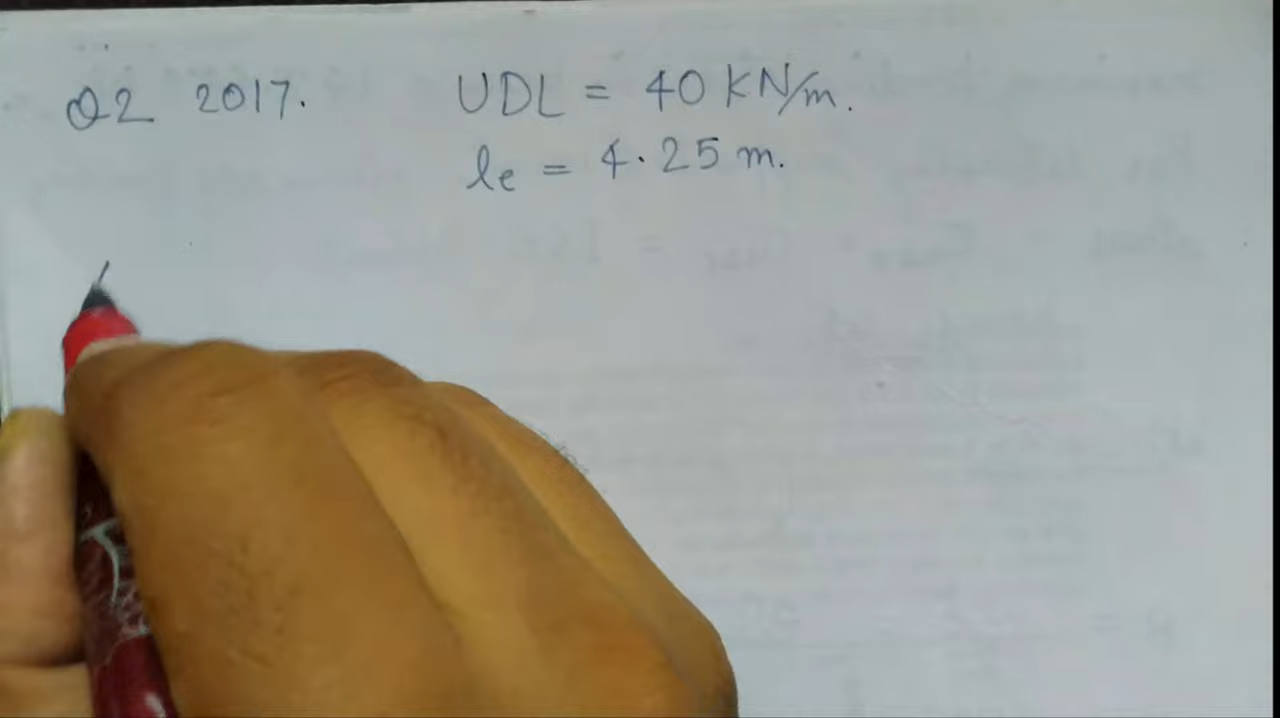 Q2 2017.
UDL = 40 KN/m.
le = 4.25 m.